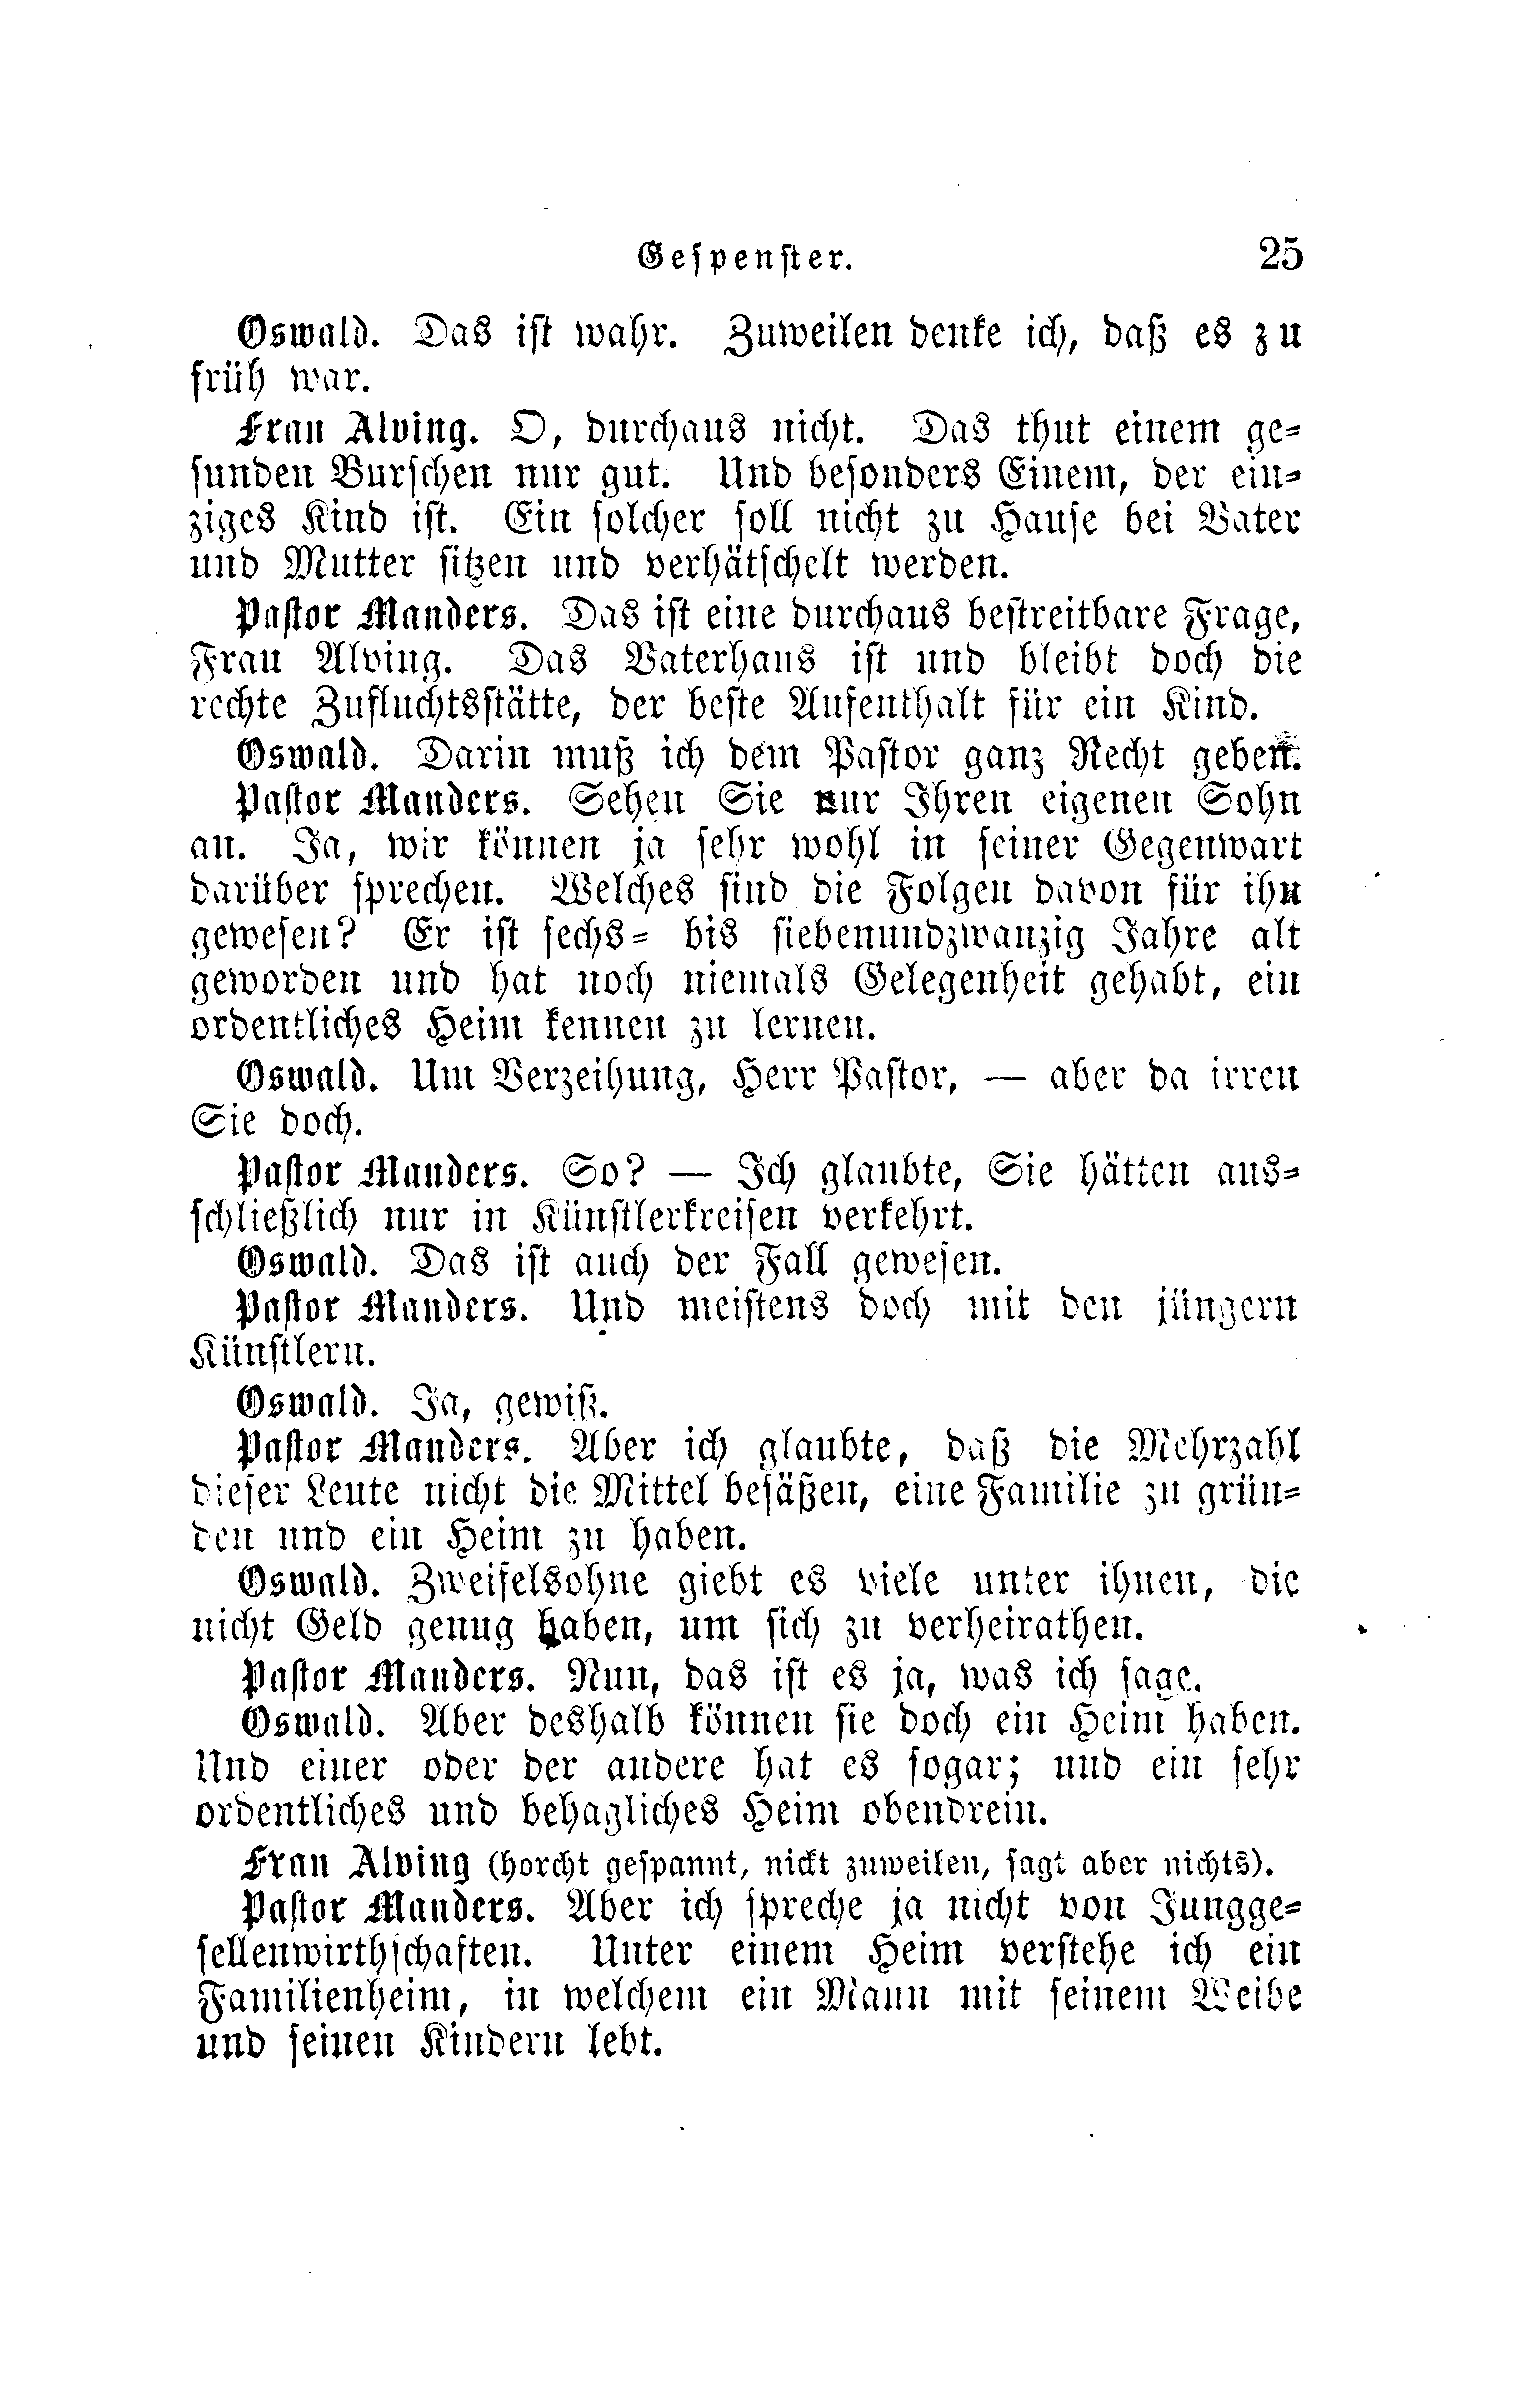 Gespenster. 25
Oswald. Das ist wahr. Zuweilen denke ich, daß es zu
früh war.
Frau Alving. O, durchaus nicht. Das thut einem ge-
sunden Burschen nur gut. Und besonders Einem, der ein-
ziges Kind ist. Ein solcher soll nicht zu Hause bei Vater
und Mutter sitzen und verhätschelt werden.
Pastor Manders. Das ist eine durchaus bestreitbare Frage,
Frau Alving. Das Vaterhaus ist und bleibt doch die
rechte Zufluchtsstätte, der beste Aufenthalt für ein Kind.
Oswald. Darin muß ich dem Pastor ganz Recht geben.
Pastor Manders. Sehen Sie nur Ihren eigenen Sohn
an. Ja, wir können ja sehr wohl in seiner Gegenwart
darüber sprechen. Welches sind die Folgen davon für ihn
gewesen? Er ist sechs- bis siebenundzwanzig Jahre alt
geworden und hat noch niemals Gelegenheit gehabt, ein
ordentliches Heim kennen zu lernen.
Oswald. Um Verzeihung, Herr Pastor, — aber da irren
Sie doch.
Pastor Manders. So? — Ich glaubte, Sie hätten aus-
schließlich nur in Künstlerkreisen verkehrt.
Oswald. Das ist auch der Fall gewesen.
Pastor Manders. Und meistens doch mit den jüngern
Künstlern.
Oswald. Ja, gewiß.
Pastor Manders. Aber ich glaubte, daß die Mehrzahl
dieser Leute nicht die Mittel besäßen, eine Familie zu grün-
den und ein Heim zu haben.
Oswald. Zweifelsohne giebt es viele unter ihnen, die
nicht Geld genug haben, um sich zu verheirathen.
Pastor Manders. Nun, das ist es ja, was ich sage.
Oswald. Aber deshalb können sie doch ein Heim haben.
Und einer oder der andere hat es sogar; und ein sehr
ordentliches und behagliches Heim obendrein.
Frau Alving (horcht gespannt, nickt zuweilen, sagt aber nichts).
Pastor Manders. Aber ich spreche ja nicht von Jungge-
sellenwirthschaften. Unter einem Heim verstehe ich ein
Familienheim, in welchem ein Mann mit seinem Weibe
und seinen Kindern lebt.